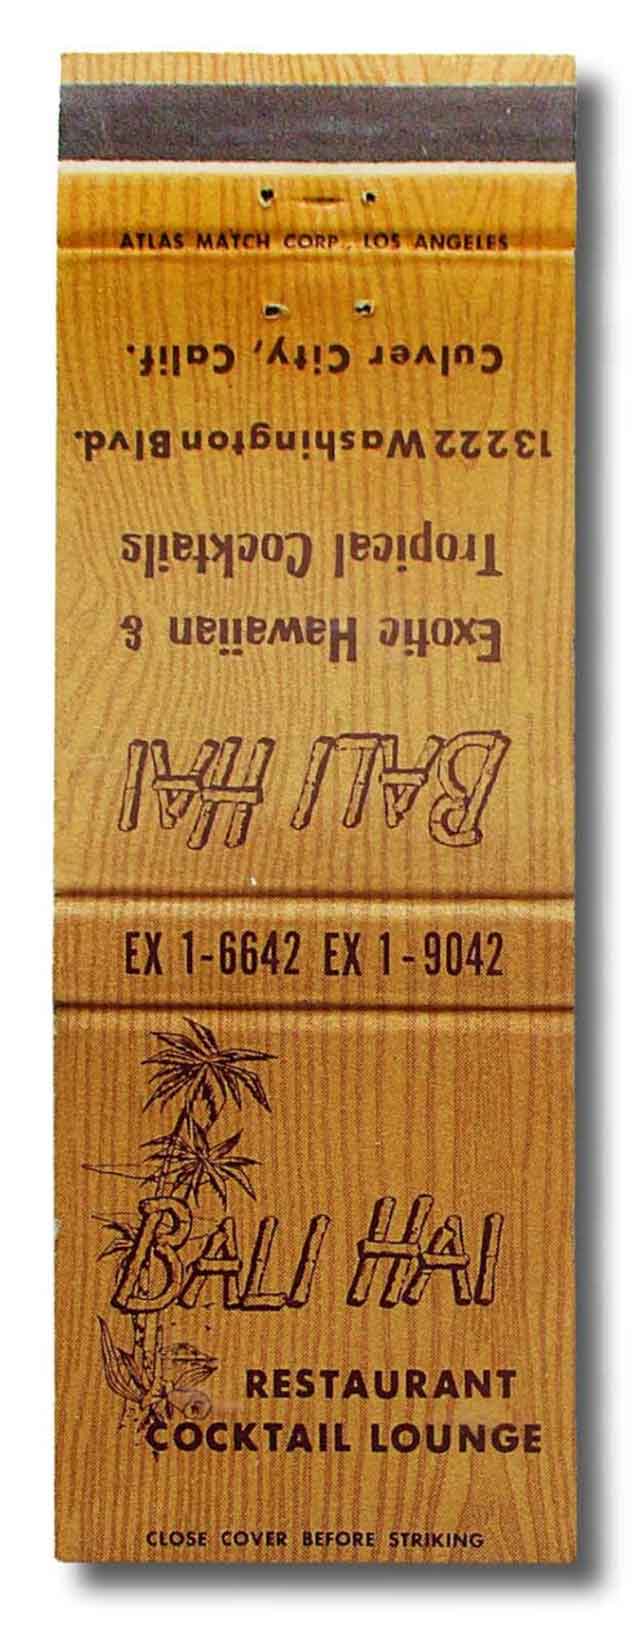 ATLAS MATCH CORP., LOS ANGELES
BALI HAI
Exotic Hawaiian &
Tropical Cocktails
13222 Washington Blvd.
Culver City, Calif.
EX 1-6642 EX 1-9042
BALI HAI
RESTAURANT
COCKTAIL LOUNGE
CLOSE COVER BEFORE STRIKING